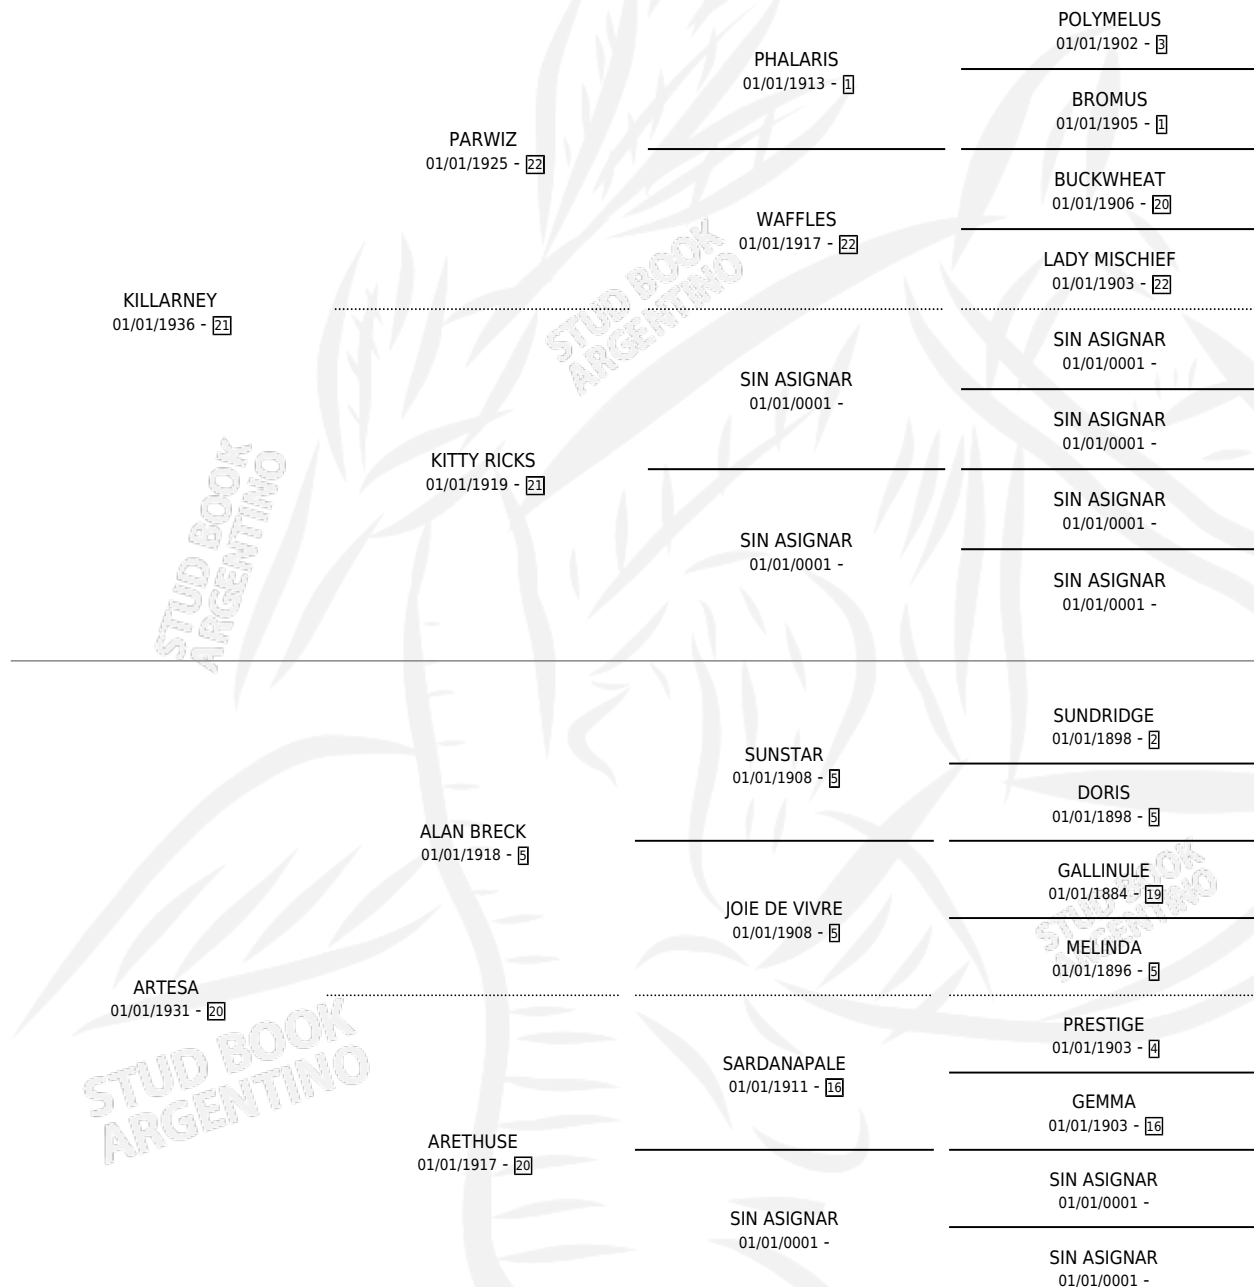 POLYMELUS
01/01/1902 - 3
PHALARIS
01/01/1913 - 1
BROMUS
01/01/1905 - 1
PARWIZ
01/01/1925 - 22
BUCKWHEAT
01/01/1906 - 20
WAFFLES
01/01/1917 - 22
LADY MISCHIEF
01/01/1903 - 22
KILLARNEY
01/01/1936 - 21
STUD BOOK
ARGENTINO
SIN ASIGNAR
01/01/0001 -
SIN ASIGNAR
01/01/0001 -
SIN ASIGNAR
01/01/0001 -
KITTY RICKS
01/01/1919 - 21
SIN ASIGNAR
01/01/0001 -
SIN ASIGNAR
01/01/0001 -
SIN ASIGNAR
01/01/0001 -
STUD BOOK
ARGENTINO
SUNDRIDGE
01/01/1898 - 2
SUNSTAR
01/01/1908 - 5
DORIS
01/01/1898 - 5
ALAN BRECK
01/01/1918 - 5
GALLINULE
01/01/1884 - 19
JOIE DE VIVRE
01/01/1908 - 5
MELINDA
01/01/1896 - 5
STUD BOOK
ARGENTINO
ARTESA
01/01/1931 - 20
PRESTIGE
01/01/1903 - 4
SARDANAPALE
01/01/1911 - 16
GEMMA
01/01/1903 - 16
STUD BOOK
ARGENTINO
ARETHUSE
01/01/1917 - 20
SIN ASIGNAR
01/01/0001 -
SIN ASIGNAR
01/01/0001 -
SIN ASIGNAR
01/01/0001 -